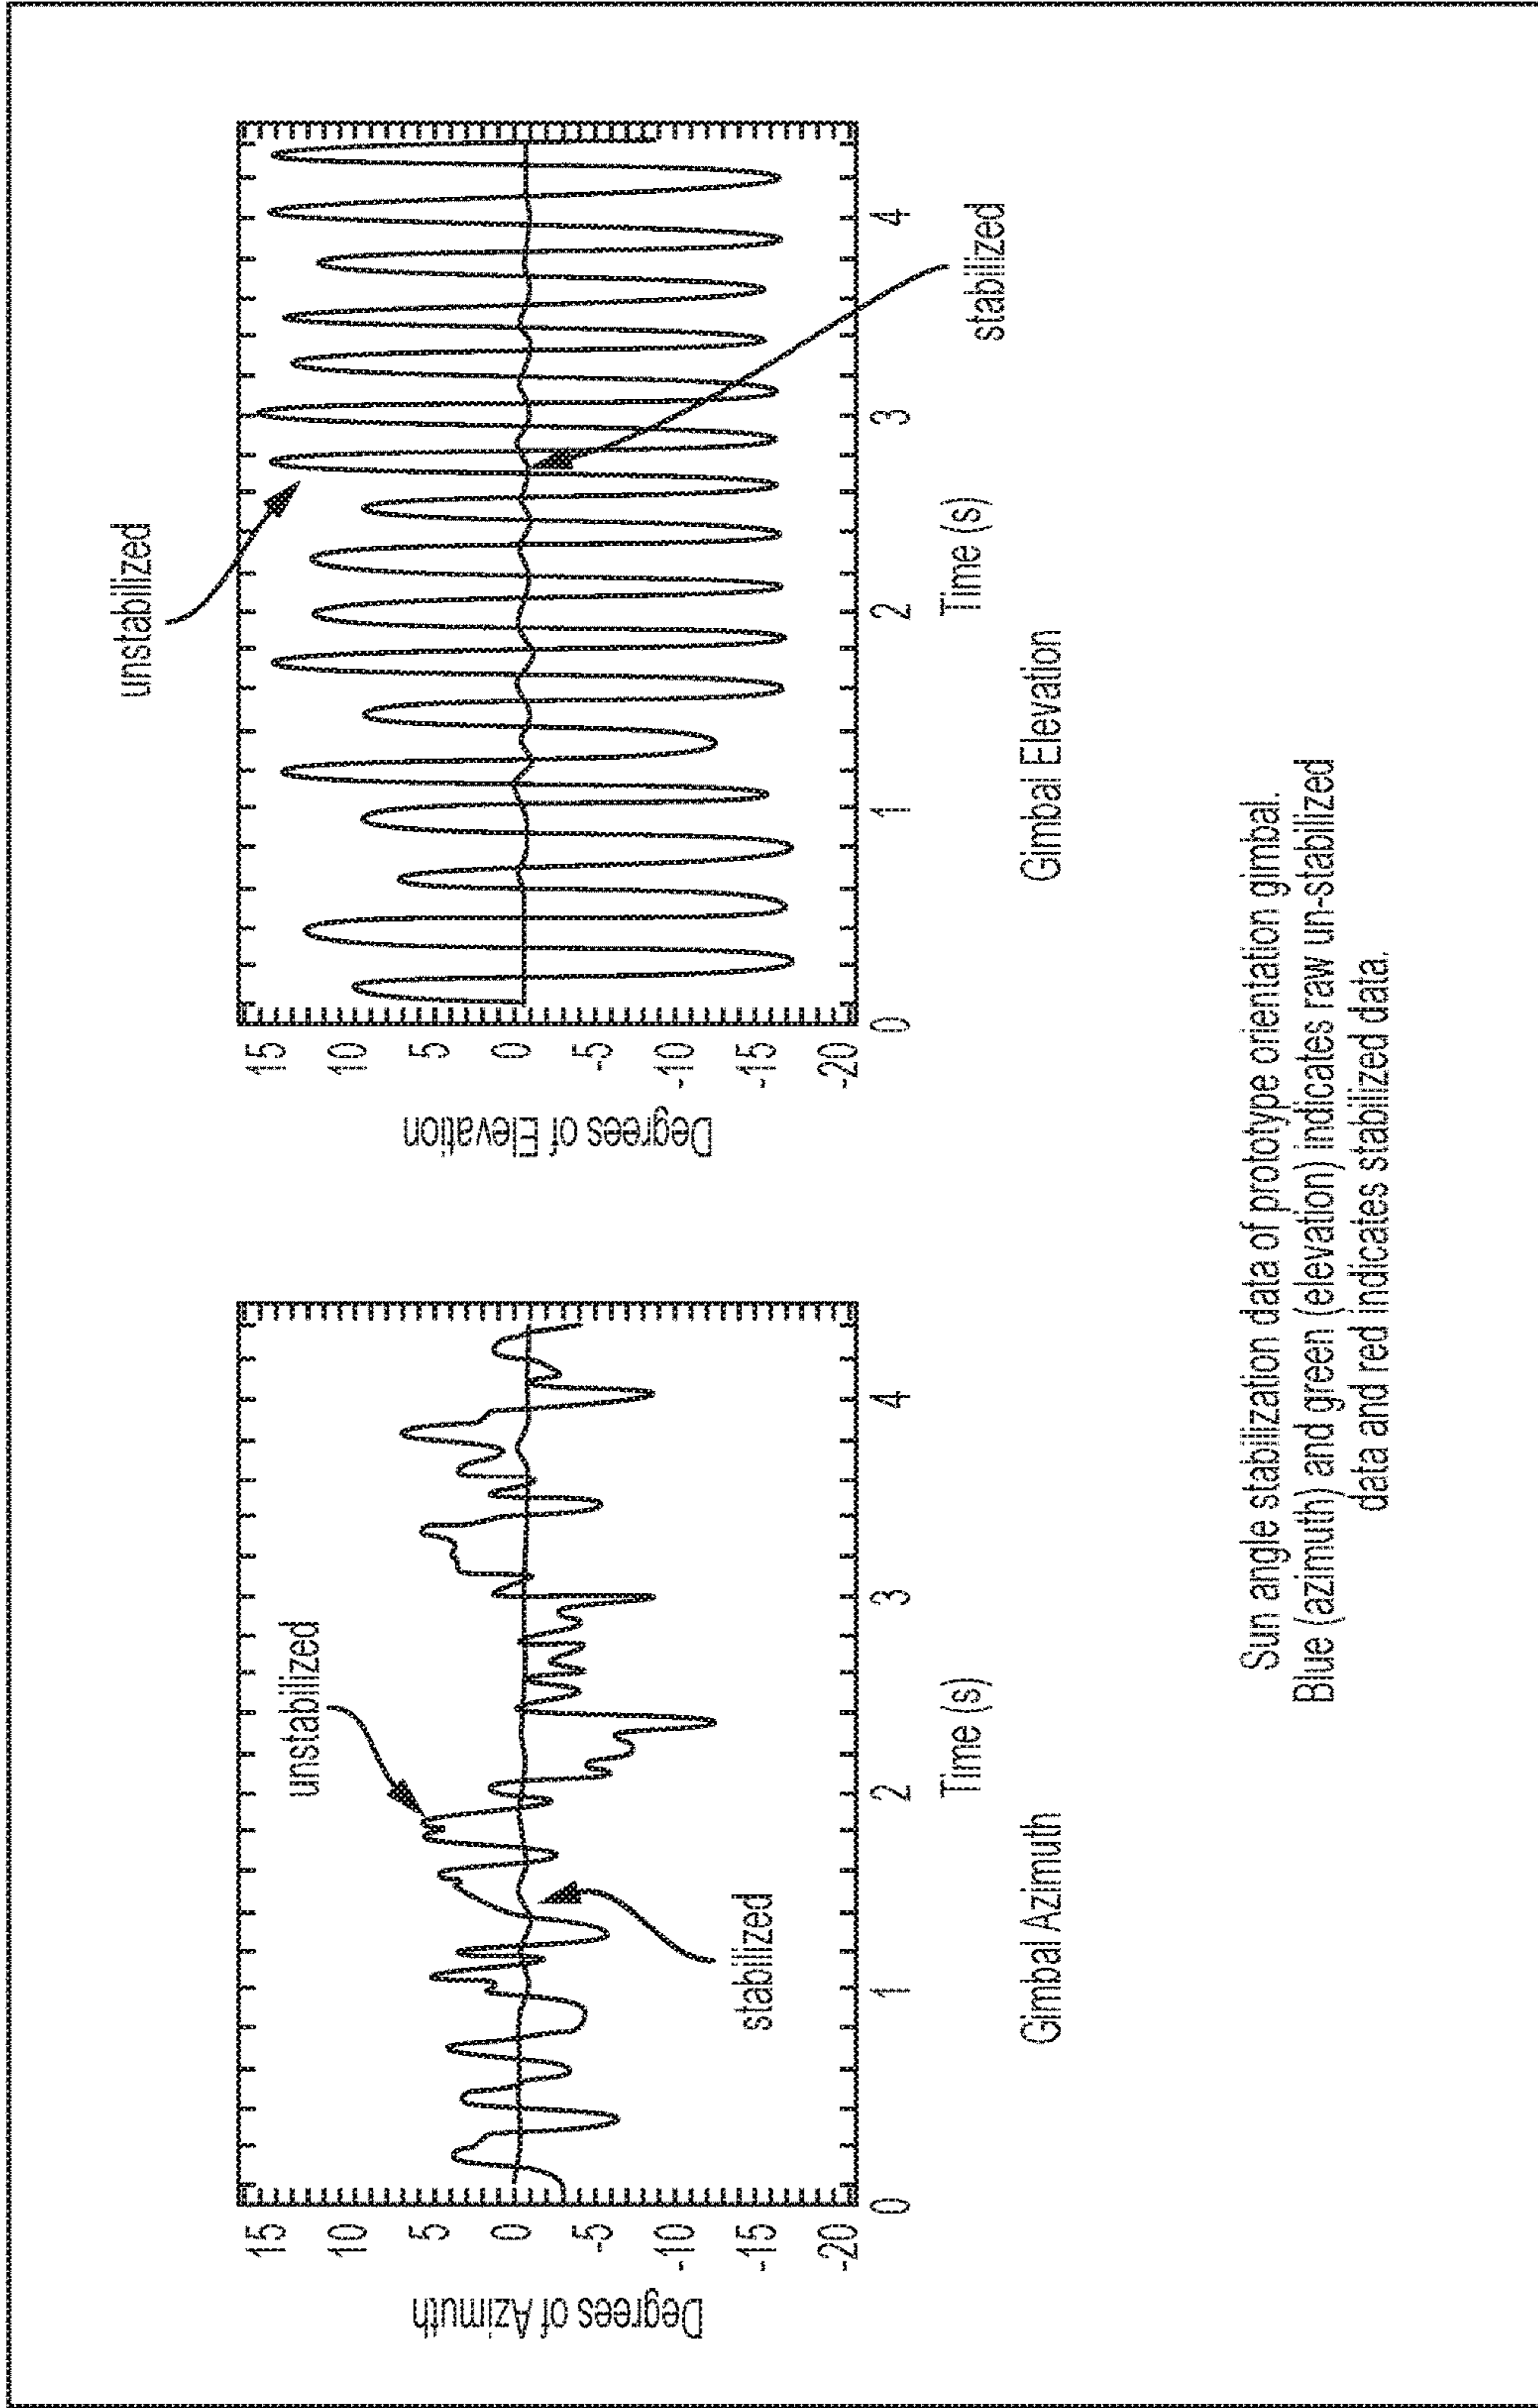 unstabilized
stabilized
Degrees of Azimuth
15
10
5
0
-5
-10
-15
-20
0
1
2
3
4
Time (s)
Gimbal Azimuth
unstabilized
stabilized
Degrees of Elevation
15
10
5
0
-5
-10
-15
-20
0
1
2
3
4
Time (s)
Gimbal Elevation
Sun angle stabilization data of prototype orientation gimbal.
Blue (azimuth) and green (elevation) indicates raw un-stabilized
data and red indicates stabilized data.